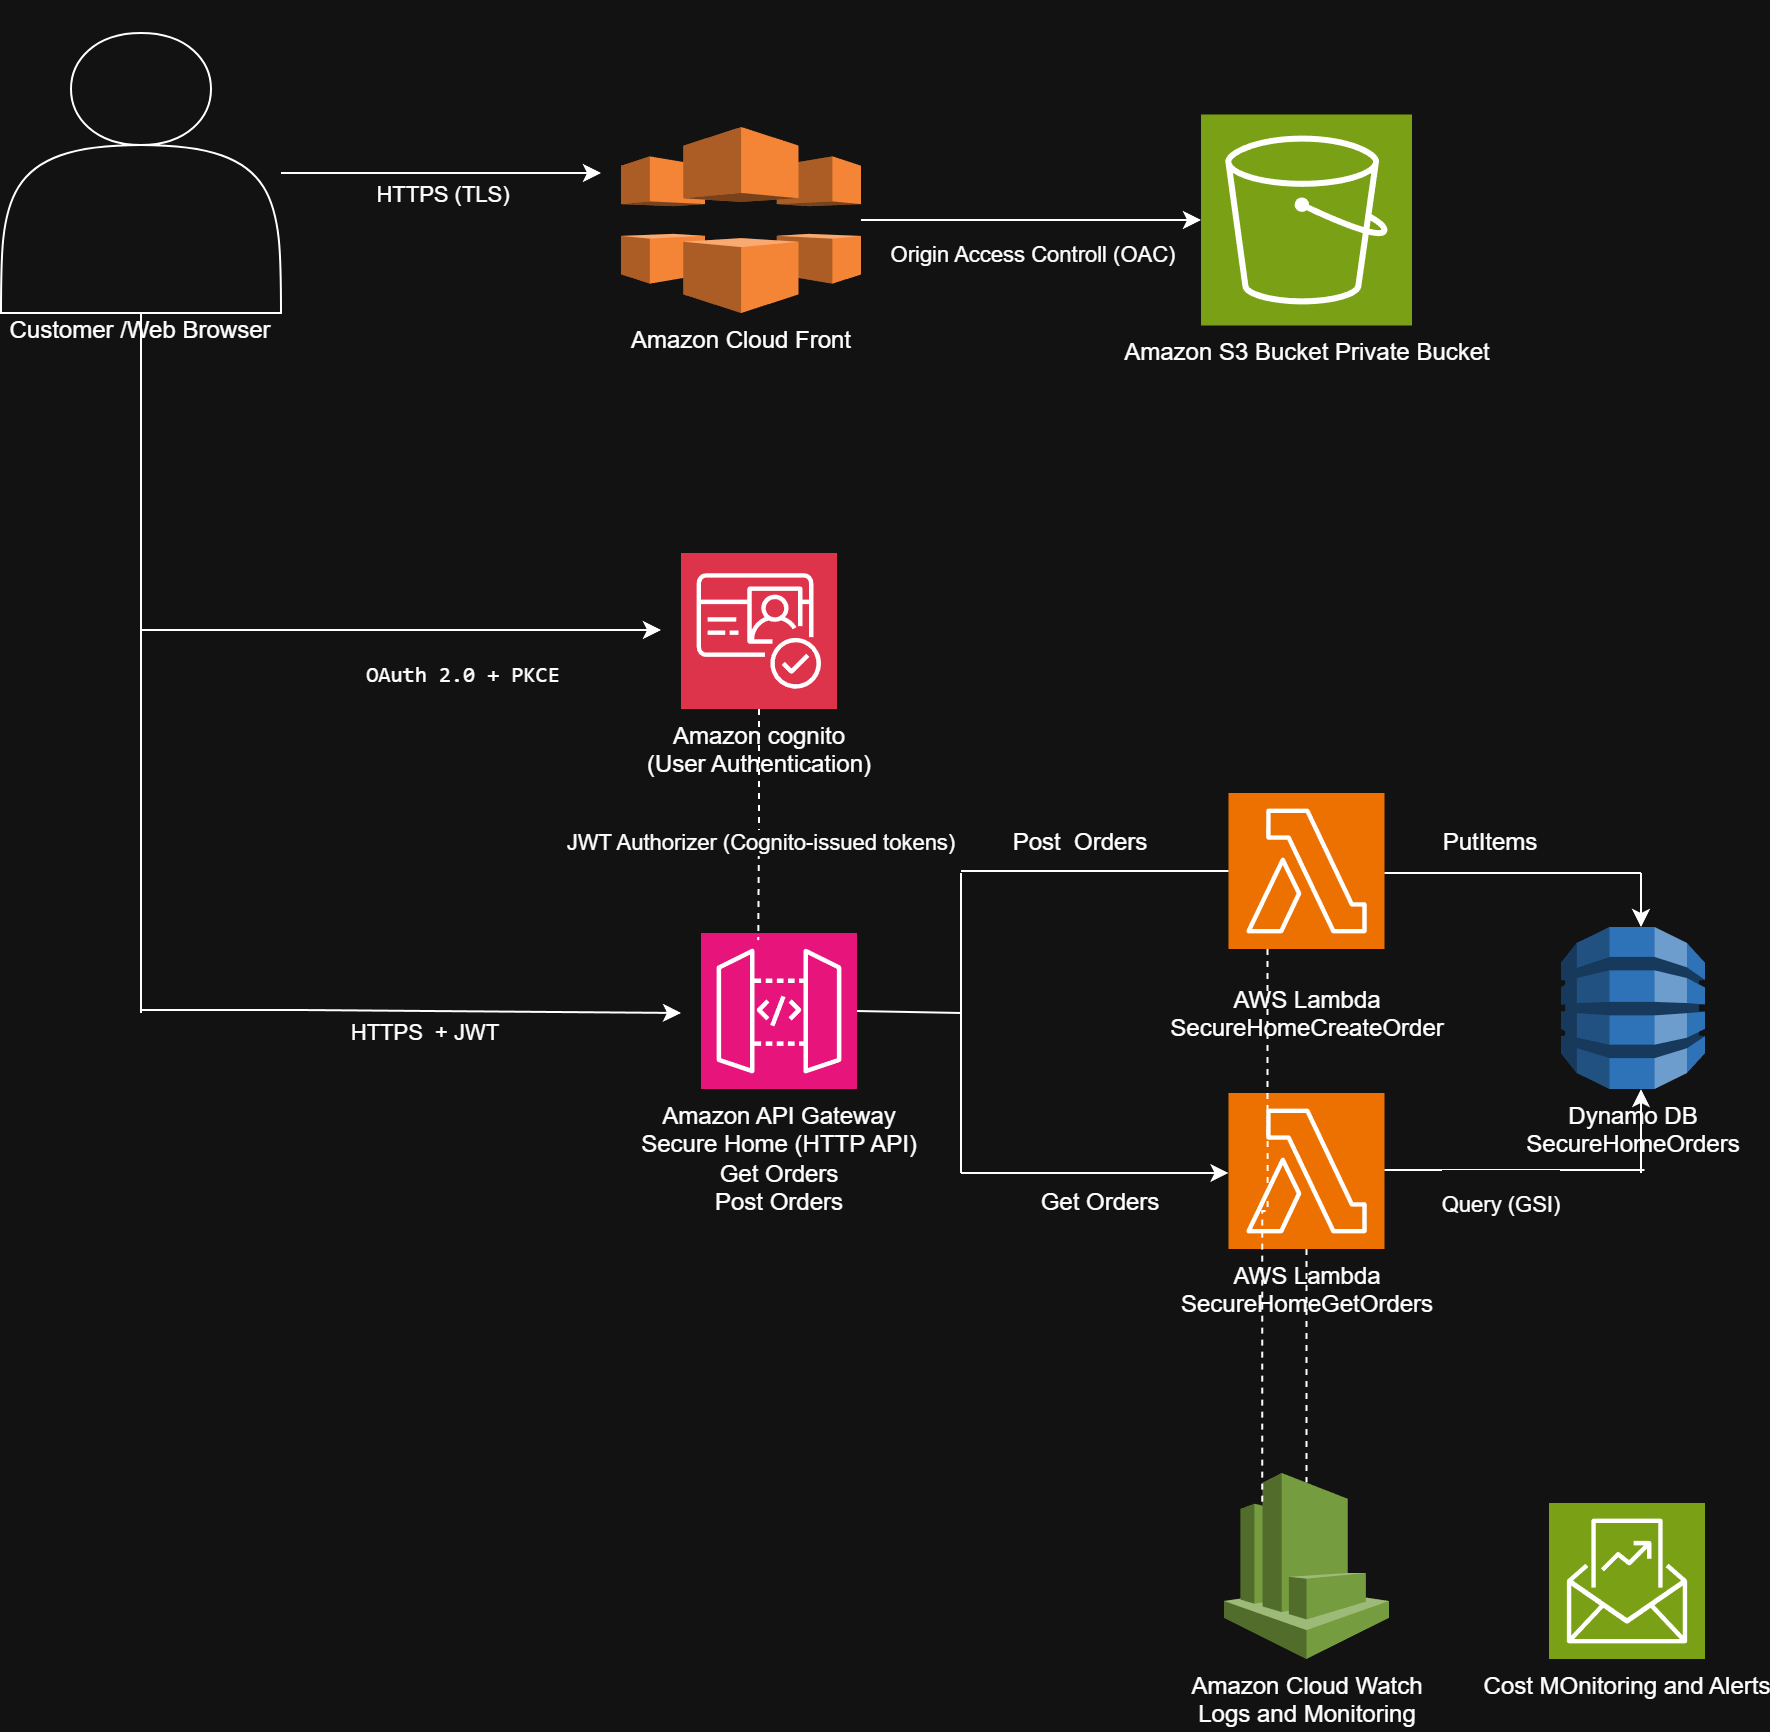 HTTPS (TLS)
Origin Access Controll (OAC)
Customer /Web Browser
Amazon Cloud Front
Amazon S3 Bucket Private Bucket
OAuth 2.0 + PKCE
Amazon cognito
(User Authentication)
JWT Authorizer (Cognito-issued tokens)
Post  Orders
PutItems
AWS Lambda
SecureHomeCreateOrder
HTTPS  + JWT
Amazon API Gateway
Secure Home (HTTP API)
Get Orders
Post Orders
Dynamo DB
SecureHomeOrders
Get Orders
Query (GSI)
AWS Lambda
SecureHomeGetOrders
Amazon Cloud Watch
Logs and Monitoring
Cost MOnitoring and Alerts